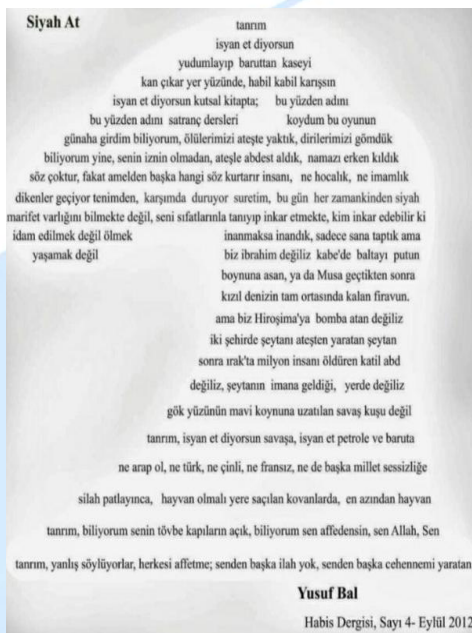 Siyah At
tanrım
isyan et diyorsun
yudumlayıp baruttan kaseyi
kan çıkar yer yüzünde, habil kabil karışsın
isyan et diyorsun kutsal kitapta; bu yüzden adını
bu yüzden adını satranç dersleri koydum bu oyunun
günaha girdim biliyorum, ölülerimizi ateşte yaktık, dirilerimizi gömdük
biliyorum yine, senin iznin olmadan, ateşle abdest aldık, namazı erken kıldık
söz çoktur, fakat amelden başka hangi söz kurtarır insanı, ne hocalık, ne imamlık
dikenler geçiyor tenimden, karşımda duruyor suretim, bu gün her zamankinden siyah
marifet varlığını bilmekte değil, seni sıfatlarınla tanıyıp inkar etmekte, kim inkar edebilir ki
idam edilmek değil ölmek inanmaksa inandık, sadece sana taptık ama
yaşamak değil biz ibrahim değiliz kabe'de baltayı putun
boynuna asan, ya da Musa geçtikten sonra
kızıl denizin tam ortasında kalan firavun.
ama biz Hiroşima'ya bomba atan değiliz
iki şehirde şeytanı ateşten yaratan şeytan
sonra ırak'ta milyon insanı öldüren katil abd
değiliz, şeytanın imana geldiği, yerde değiliz
gök yüzünün mavi koynuna uzatılan savaş kuşu değil
tanrım, isyan et diyorsun savaşa, isyan et petrole ve baruta
ne arap ol, ne türk, ne çinli, ne fransız, ne de başka millet sessizliğe
silah patlayınca, hayvan olmalı yere saçılan kovanlarda, en azından hayvan
tanrım, biliyorum senin tövbe kapıların açık, biliyorum sen affedensin, sen Allah, Sen
tanrım, yanlış söylüyorlar, herkesi affetme; senden başka ilah yok, senden başka cehennemi yaratan
Yusuf Bal
Habis Dergisi, Sayı 4- Eylül 2012